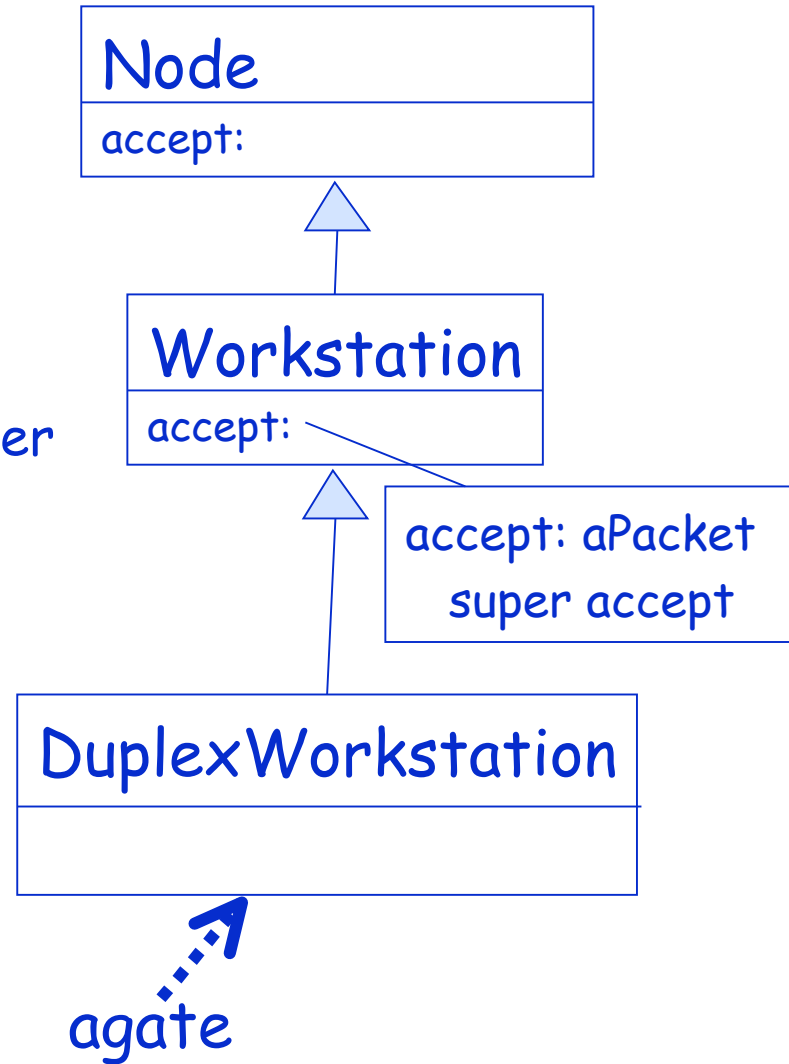 Node
accept:
Workstation
accept:
er
accept: aPacket
super accept
DuplexWorkstation
agate